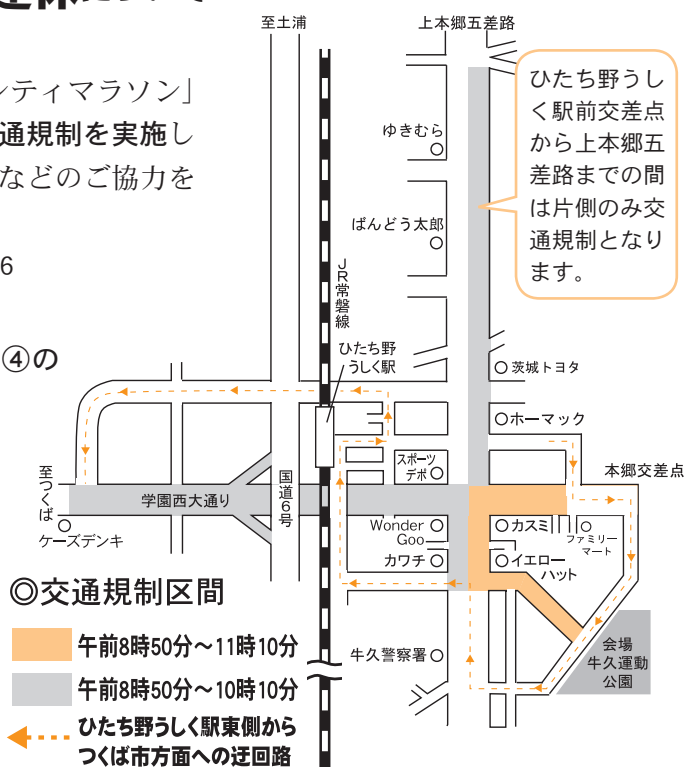 ンティマラソン」
通規制を実施し
などのご協力を
6
④の
至土浦
上本郷五差路
ひたち野うし
く駅前交差点
から上本郷五
差路までの間
は片側のみ交
通規制となり
ます。
ゆきむら
ばんどう太郎
JR常磐線
ひたち野
うしく駅
茨城トヨタ
ホーマック
スポーツ
デポ
本郷交差点
至つくば
学園西大通り
国道6号
ケーズデンキ
Wonder
Goo
カスミ
ファミリー
マート
カワチ
イエロー
ハット
◎交通規制区間
午前8時50分〜11時10分
午前8時50分〜10時10分
ひたち野うしく駅東側から
つくば市方面への迂回路
牛久警察署
会場
牛久運動
公園